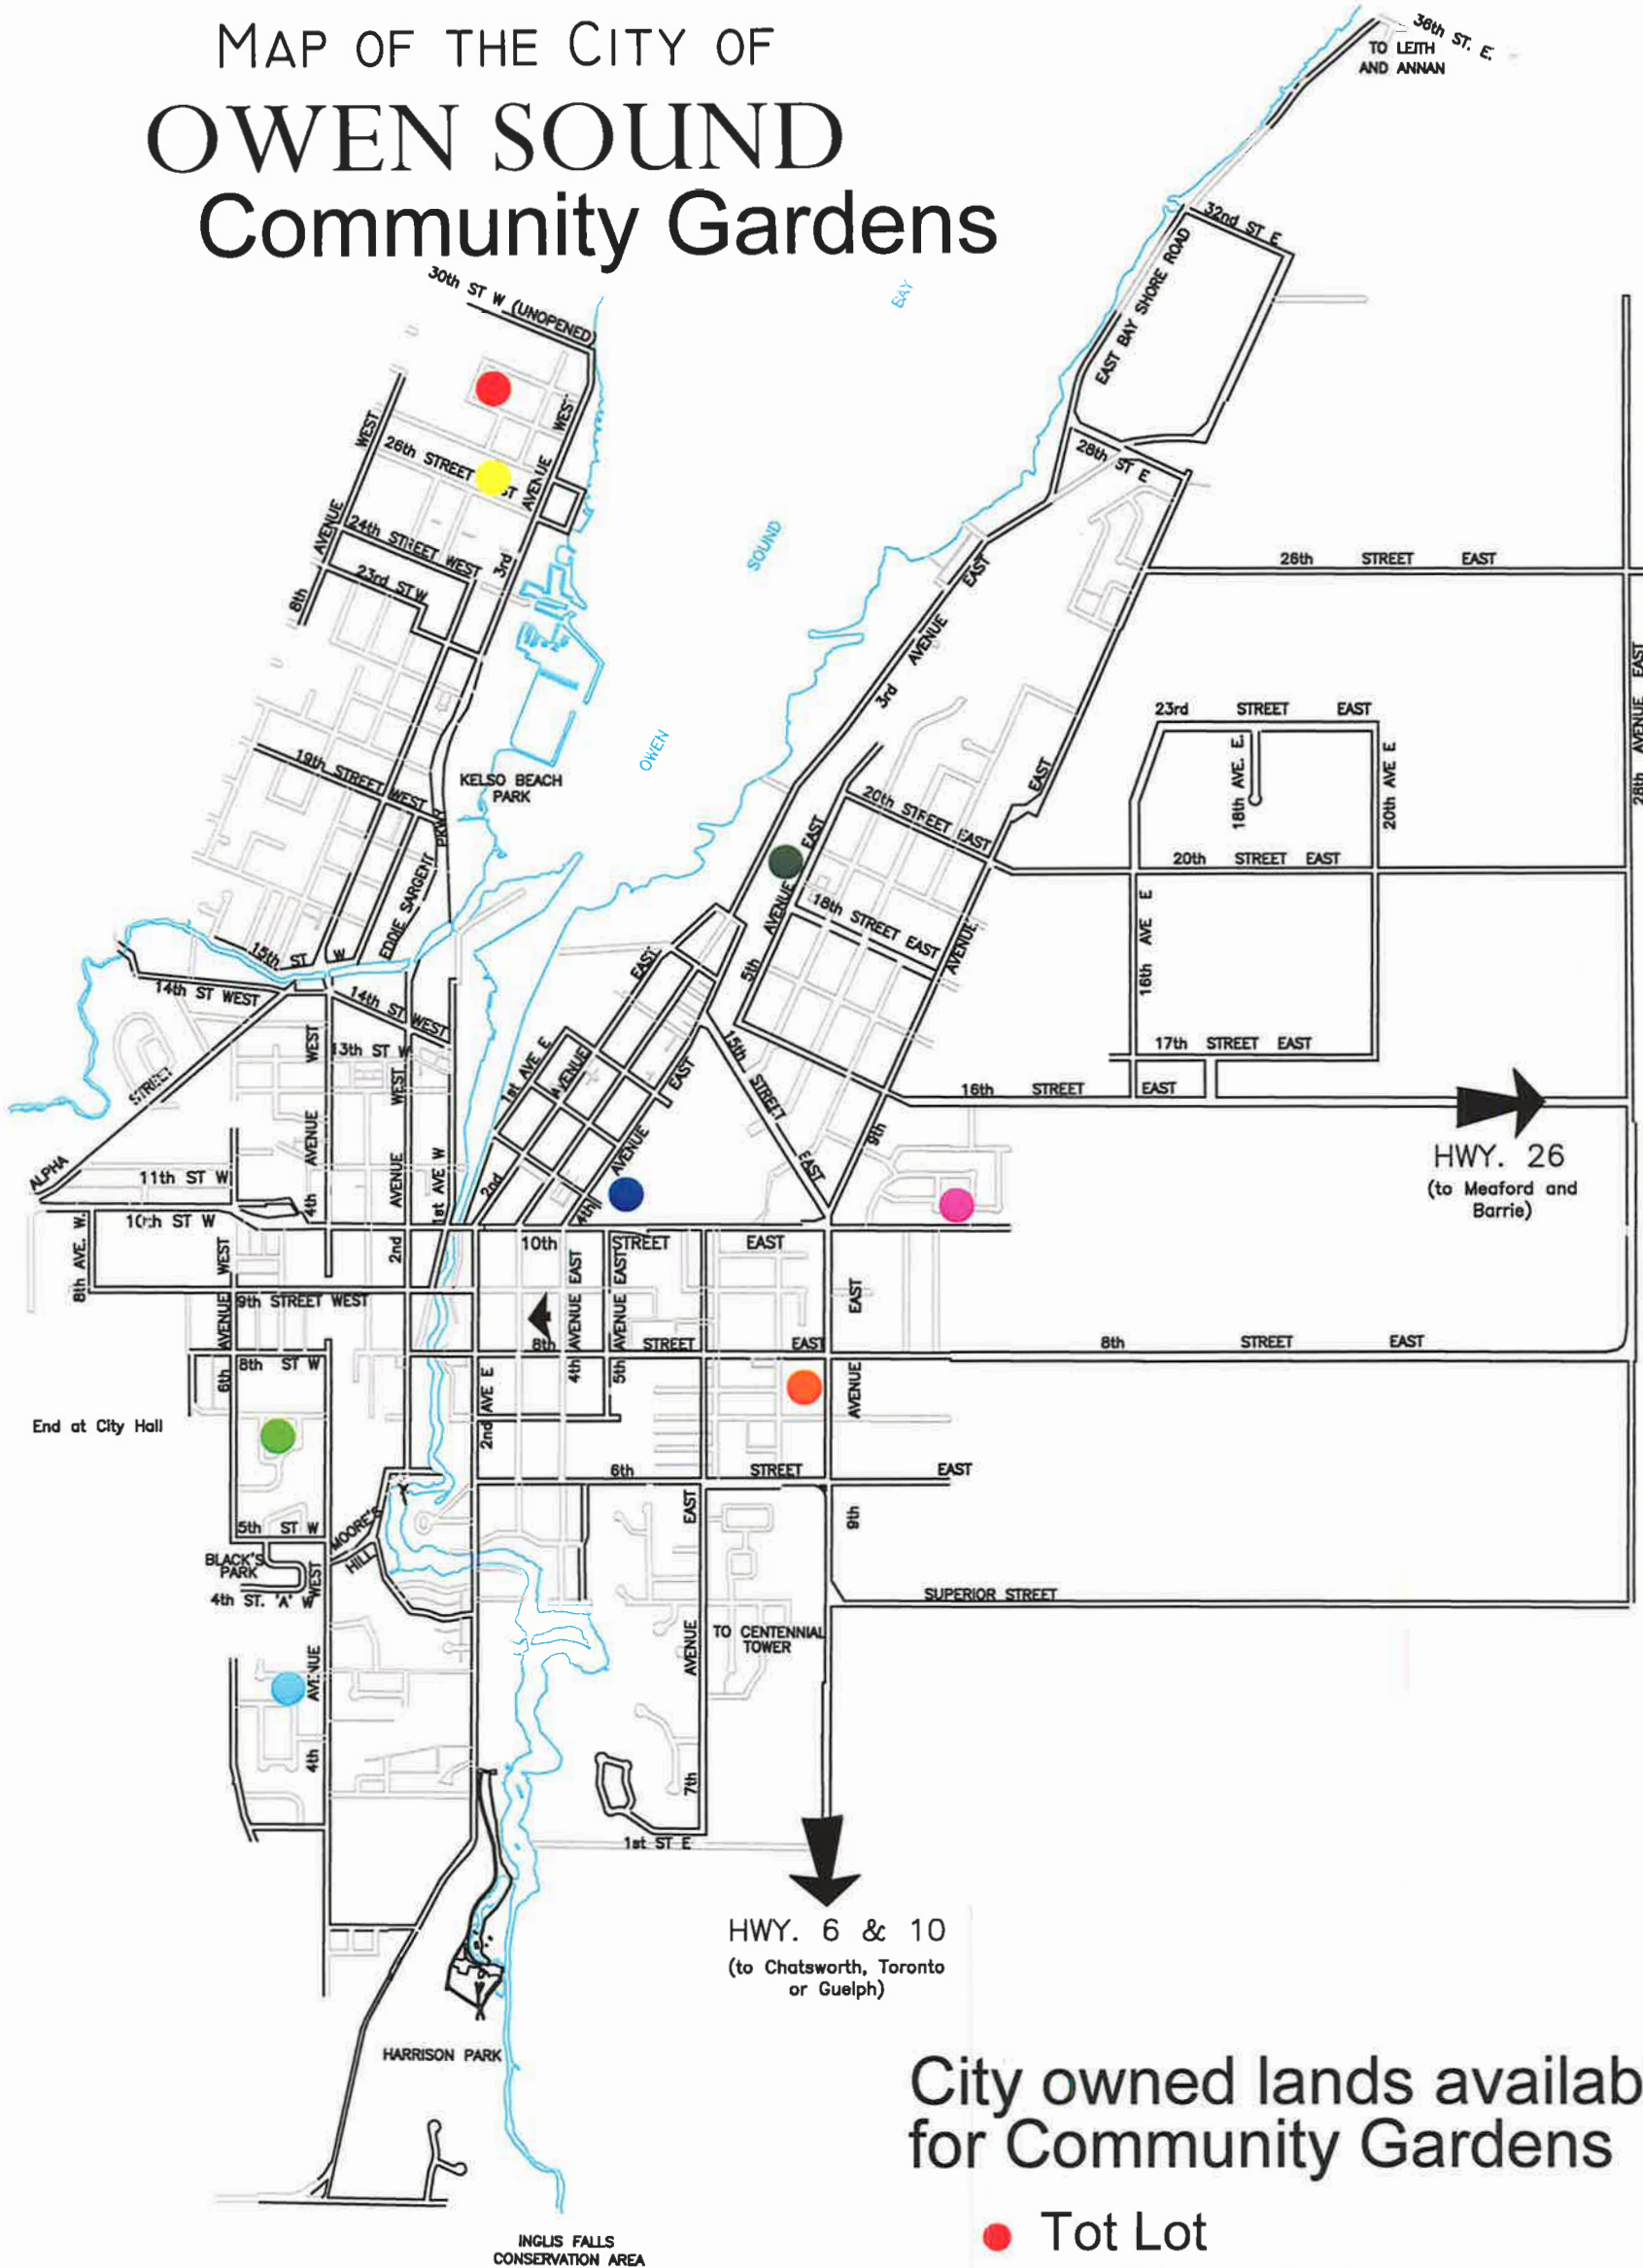 MAP OF THE CITY OF
OWEN SOUND
Community Gardens
36th ST. E.
TO LEITH
AND ANNAN
32nd ST E
EAST BAY SHORE ROAD
30th ST W (UNOPENED)
BAY
SOUND
OWEN
WEST
26th STREET
ST
WEST
AVENUE
3rd
AVENUE
8th
24th STREET WEST
23rd ST W
28th ST E
26th STREET EAST
28th AVENUE EAST
EAST
AVENUE
3rd
23rd STREET EAST
18th AVE. E.
20th AVE E
19th STREET WEST
KELSO BEACH
PARK
EDDIE SARGENT PKWY
EAST
20th STREET EAST
20th STREET EAST
EAST
AVENUE
5th
18th STREET EAST
AVENUE
16th AVE E
15th ST W
14th ST WEST
14th ST WEST
EAST
13th ST W
WEST
WEST
1st AVE E
AVENUE
EAST
15th STREET EAST
17th STREET EAST
16th STREET EAST
9th
HWY. 26
(to Meaford and
Barrie)
STREET
ALPHA
AVENUE
4th
AVENUE
2nd
1st AVE W
2nd
AVENUE
4th
11th ST W
10th ST W
8th AVE. W.
WEST
AVENUE
6th
10th STREET EAST
4th AVENUE EAST
5th AVENUE EAST
EAST
AVENUE
9th STREET WEST
8th STREET EAST
8th STREET EAST
8th ST W
2nd AVE E
End at City Hall
6th STREET EAST
EAST
9th
5th ST W
MOORE'S
HILL
BLACK'S
PARK
WEST
4th ST. 'A' W
SUPERIOR STREET
AVENUE
TO CENTENNIAL
TOWER
AVENUE
4th
7th
1st ST E
HWY. 6 & 10
(to Chatsworth, Toronto
or Guelph)
HARRISON PARK
City owned lands availab
for Community Gardens
Tot Lot
INGLIS FALLS
CONSERVATION AREA